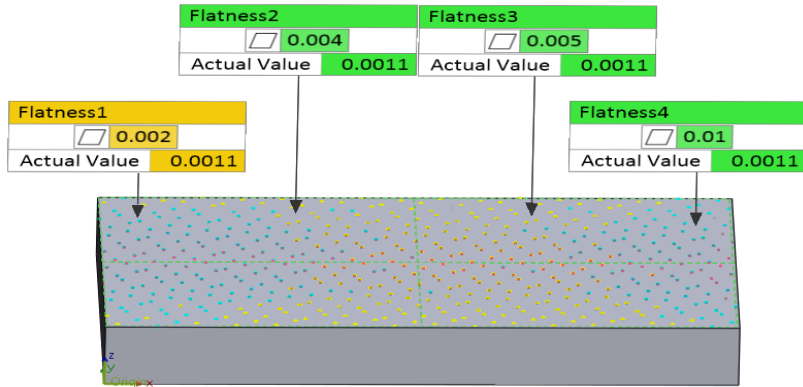 Flatness2
0.004
Actual Value 0.0011
Flatness3
0.005
Actual Value 0.0011
Flatness1
0.002
Actual Value 0.0011
Flatness4
0.01
Actual Value 0.0011
z
y
x